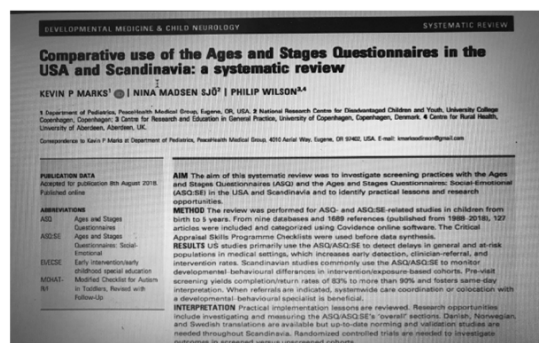 DEVELOPMENTAL MEDICINE & CHILD NEUROLOGY
SYSTEMATIC REVIEW
Comparative use of the Ages and Stages Questionnaires in the
USA and Scandinavia: a systematic review
KEVIN P MARKS¹ | NINA MADSEN SJÖ² | PHILIP WILSON³,⁴
1 Department of Pediatrics, PeaceHealth Medical Group, Eugene, OR, USA. 2 National Research Centre for Disadvantaged Children and Youth, University College
Copenhagen, Copenhagen; 3 Centre for Research and Education in General Practice, University of Copenhagen, Copenhagen, Denmark. 4 Centre for Rural Health,
University of Aberdeen, Aberdeen, UK.
Correspondence to Kevin P Marks at Department of Pediatrics, PeaceHealth Medical Group, 4010 Aerial Way, Eugene, OR 97402, USA. E-mail:
PUBLICATION DATA
Accepted for publication 8th August 2018.
Published online
ABBREVIATIONS
ASQ Ages and Stages
Questionnaires
ASQ:SE Ages and Stages
Questionnaires: Social-
Emotional
EI/ECSE Early intervention/early
childhood special education
M-CHAT- Modified Checklist for Autism
R/F in Toddlers, Revised with
Follow-Up
AIM The aim of this systematic review was to investigate screening practices with the Ages
and Stages Questionnaires (ASQ) and the Ages and Stages Questionnaires: Social-Emotional
(ASQ:SE) in the USA and Scandinavia and to identify practical lessons and research
opportunities.
METHOD The review was performed for ASQ- and ASQ:SE-related studies in children from
birth to 5 years. From nine databases and 1689 references (published from 1988-2018), 127
articles were included and categorized using Covidence online software. The Critical
Appraisal Skills Programme Checklists were used before data synthesis.
RESULTS US studies primarily use the ASQ/ASQ:SE to detect delays in general and at-risk
populations in medical settings, which increases early detection, clinician-referral, and
intervention rates. Scandinavian studies commonly use the ASQ/ASQ:SE to monitor
developmental-behavioural differences in intervention/exposure-based cohorts. Pre-visit
screening yields completion/return rates of 83% to more than 90% and fosters same-day
interpretation. When referrals are indicated, systemwide care coordination or colocation with
a developmental-behavioural specialist is beneficial.
INTERPRETATION Practical implementation lessons are reviewed. Research opportunities
include investigating and measuring the ASQ/ASQ:SE's 'overall' sections. Danish, Norwegian,
and Swedish translations are available but up-to-date norming and validation studies are
needed throughout Scandinavia. Randomized controlled trials are needed to investigate
outcomes in screened versus unscreened cohorts.